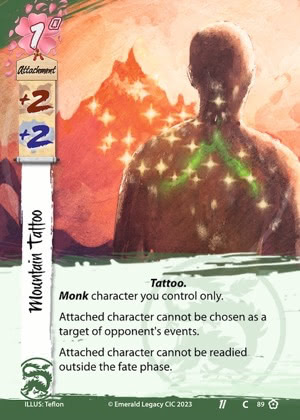 1
Attachment
+2
+2
Mountain Tattoo
Tattoo.
Monk character you control only.
Attached character cannot be chosen as a
target of opponent's events.
Attached character cannot be readied
outside the fate phase.
ILLUS: Teflon
© Emerald Legacy CIC 2023
C
89